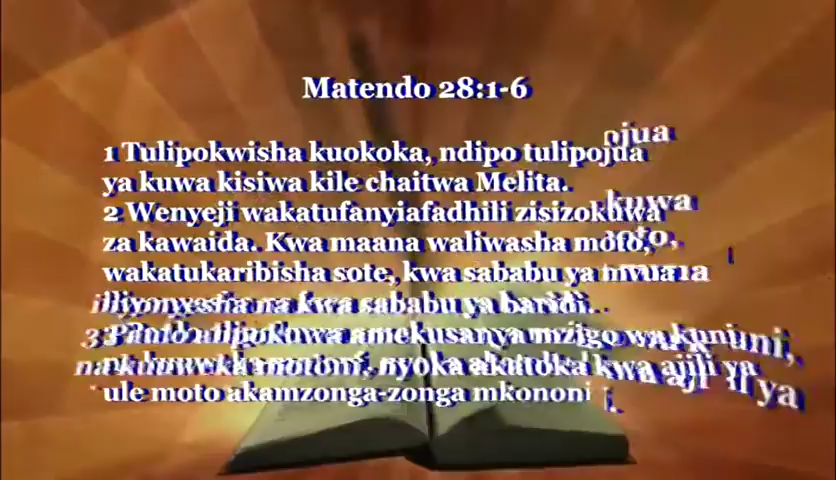 Matendo 28:1-6
1 Tulipokwisha kuokoka, ndipo tulipojua
ya kuwa kisiwa kile chaitwa Melita.
2 Wenyeji wakatufanyiafadhili zisizokuwa
za kawaida. Kwa maana waliwasha moto,
wakatukaribisha sote, kwa sababu ya mvua
iliyonyesha na kwa sababu ya baridi.
3 Paulo alipokuwa amekusanya mzigo wa kuni,
na kuuweka motoni, nyoka akatoka kwa ajili ya
ule moto akamzonga-zonga mkononi